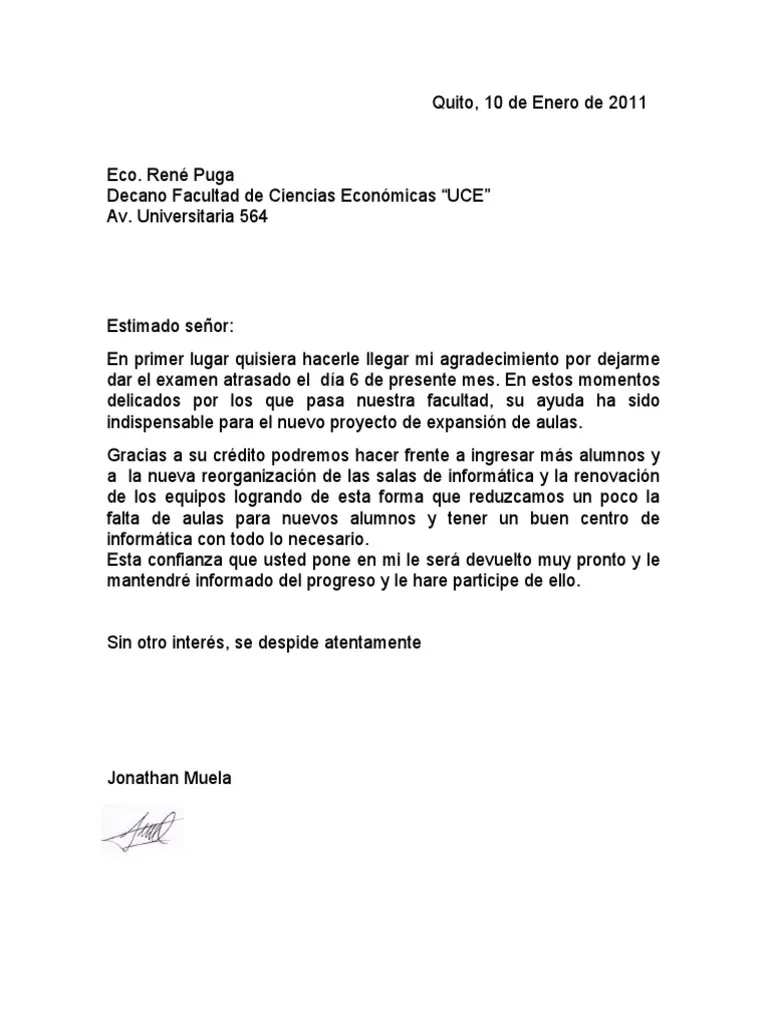 Quito, 10 de Enero de 2011
Eco. René Puga
Decano Facultad de Ciencias Económicas “UCE”
Av. Universitaria 564
Estimado señor:
En primer lugar quisiera hacerle llegar mi agradecimiento por dejarme
dar el examen atrasado el  día 6 de presente mes. En estos momentos
delicados por los que pasa nuestra facultad, su ayuda ha sido
indispensable para el nuevo proyecto de expansión de aulas.
Gracias a su crédito podremos hacer frente a ingresar más alumnos y
a  la nueva reorganización de las salas de informática y la renovación
de los equipos logrando de esta forma que reduzcamos un poco la
falta de aulas para nuevos alumnos y tener un buen centro de
informática con todo lo necesario.
Esta confianza que usted pone en mi le será devuelto muy pronto y le
mantendré informado del progreso y le hare participe de ello.
Sin otro interés, se despide atentamente
Jonathan Muela